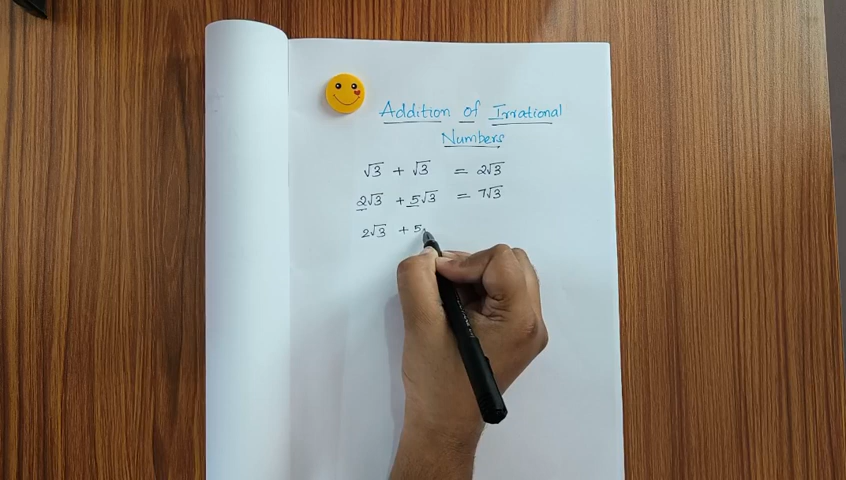 Addition of Irrational
Numbers
√3 + √3 = 2√3
2√3 + 5√3 = 7√3
2√3 + 5